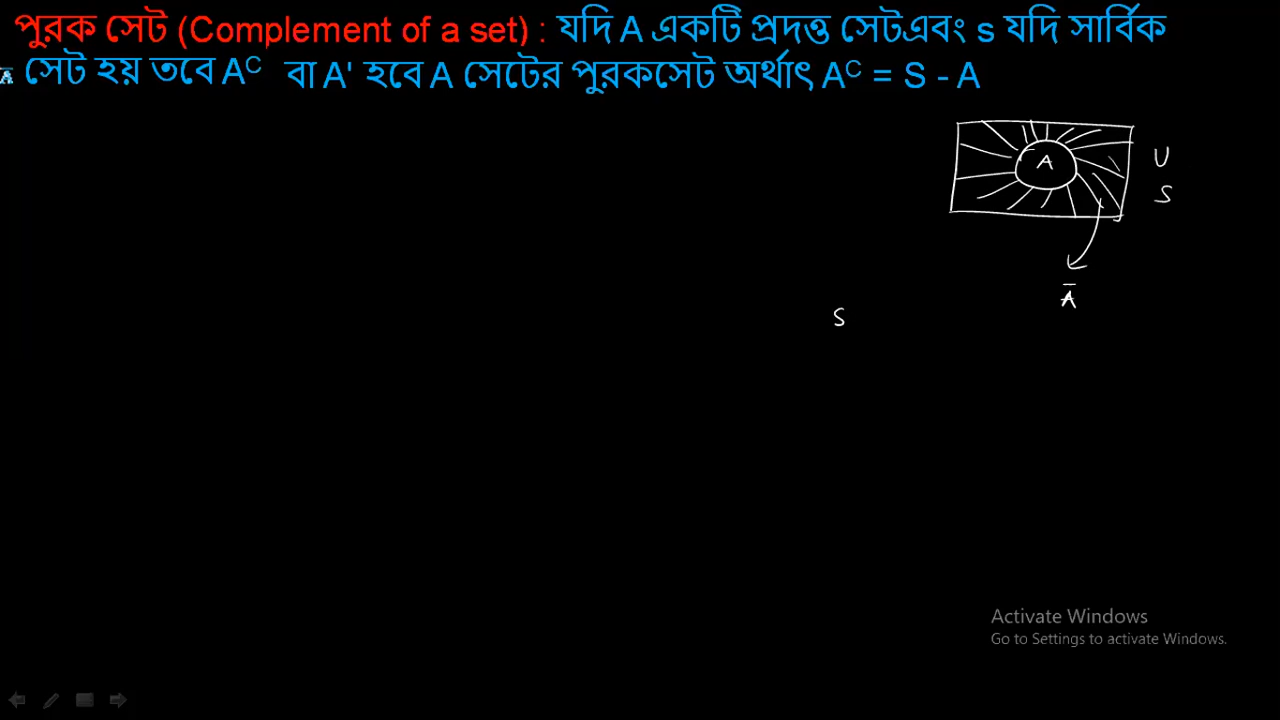 পুরক সেট (Complement of a set) : যদি A একটি প্রদত্ত সেটএবং s যদি সার্বিক
Ā সেট হয় তবে Aᶜ বা A' হবে A সেটের পুরকসেট অর্থাৎ Aᶜ = S - A
A
U
S
Ā
S
Activate Windows
Go to Settings to activate Windows.